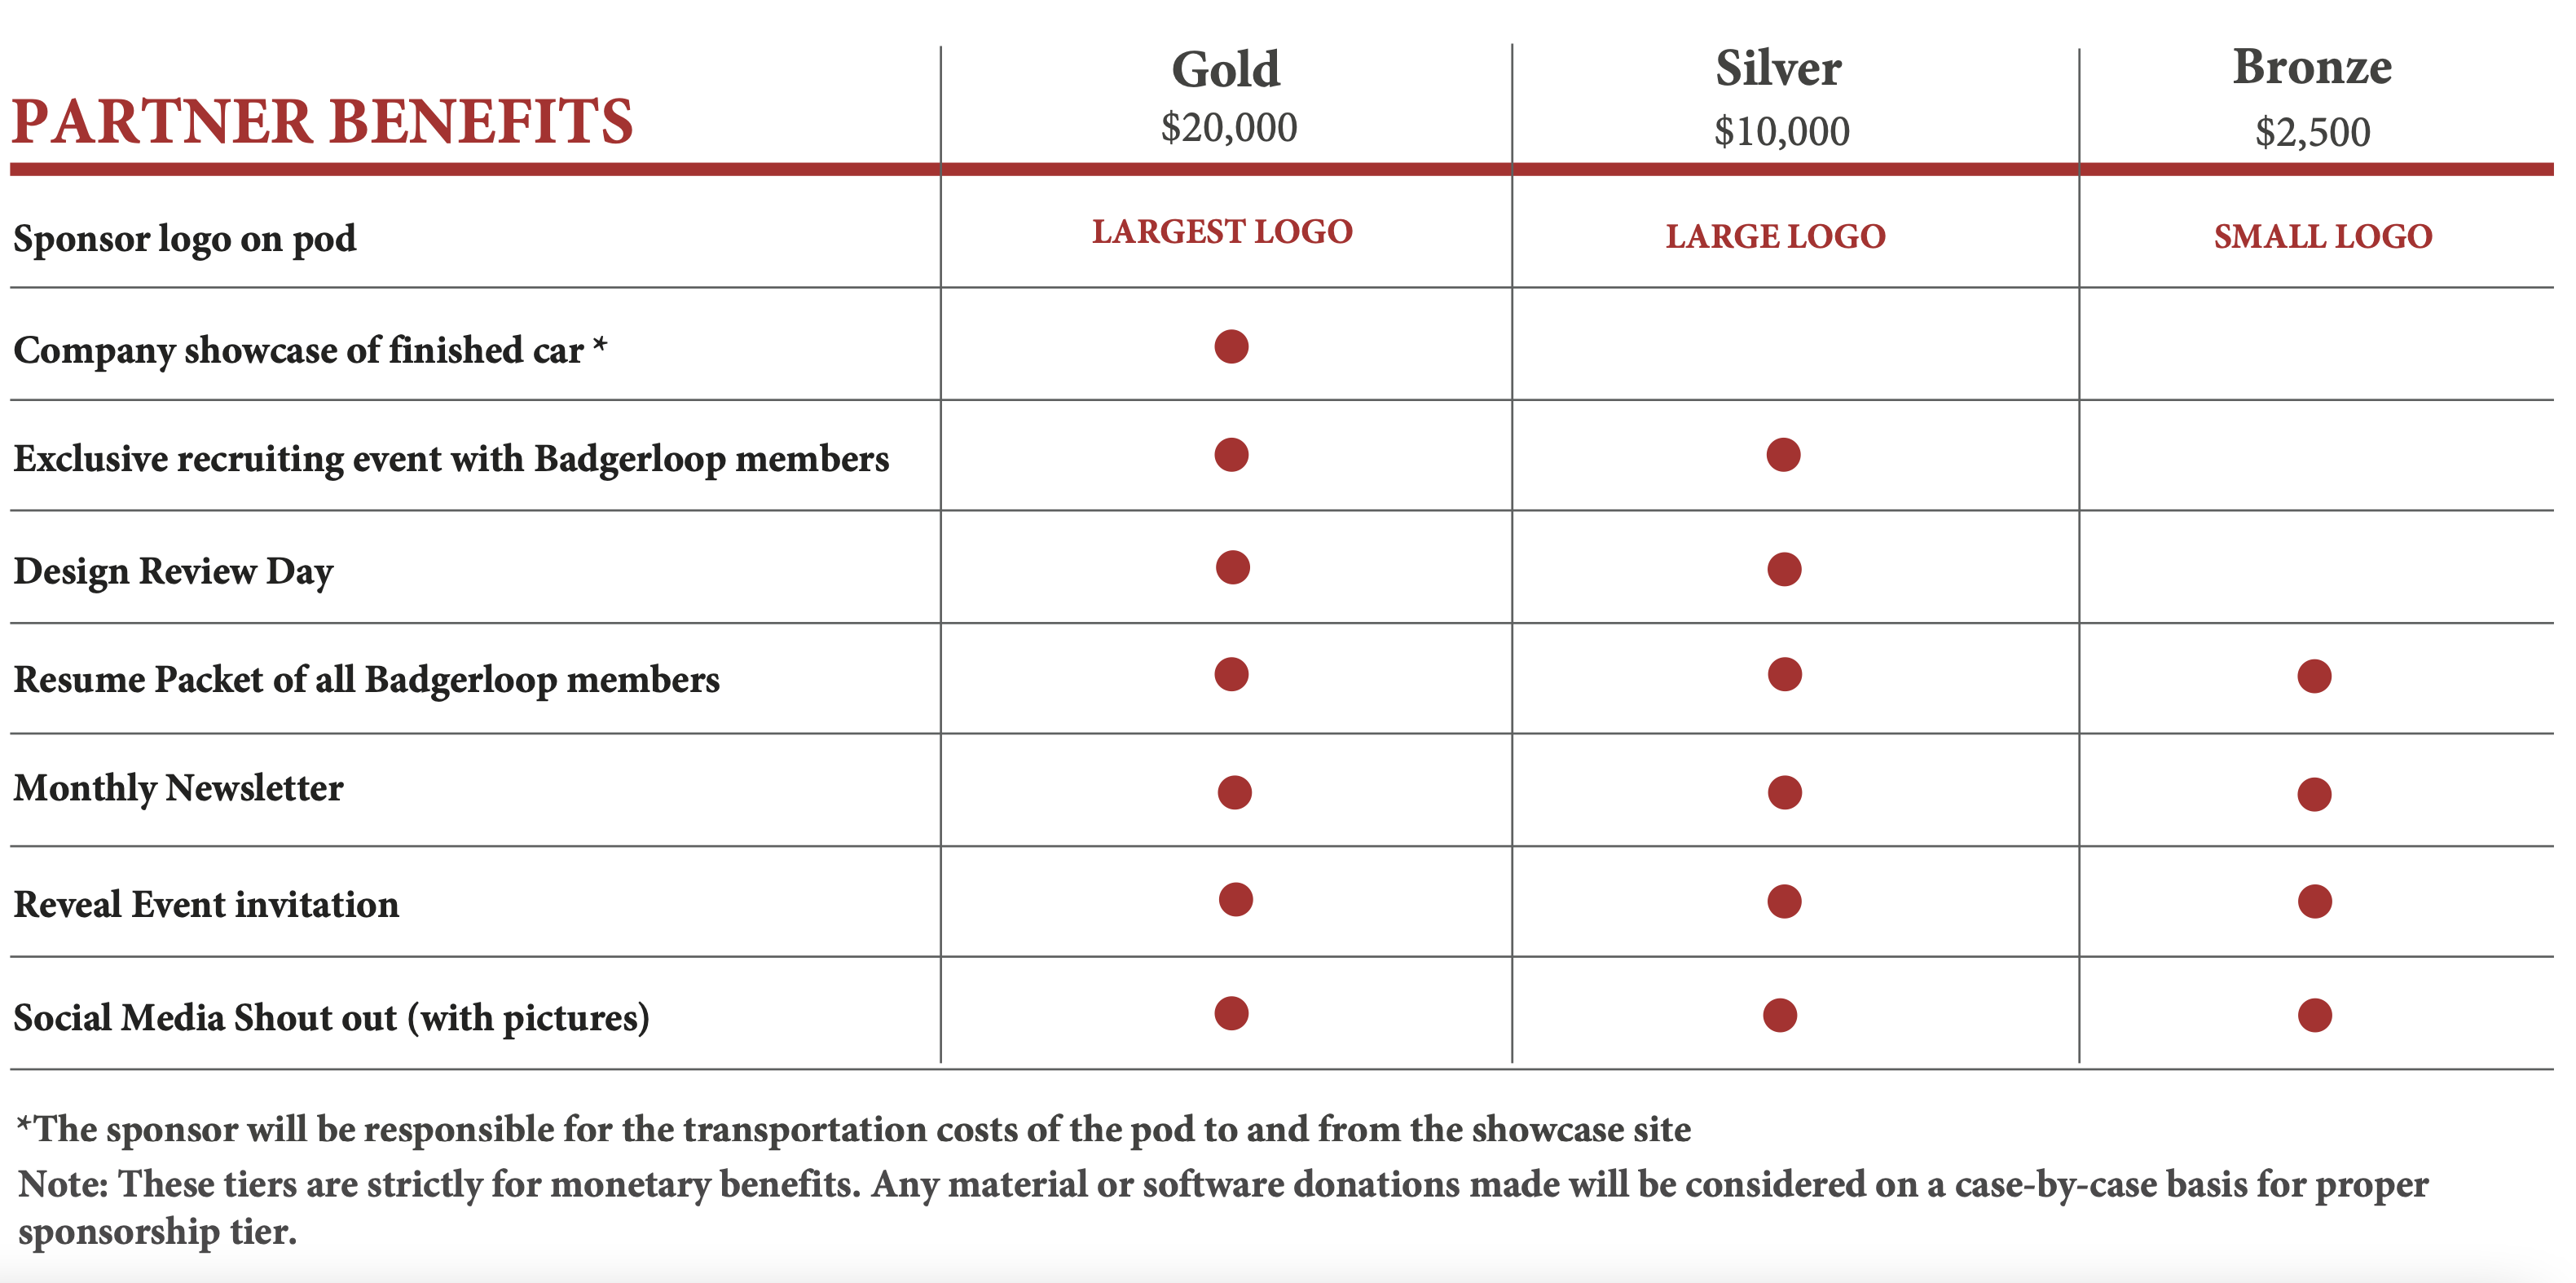 Gold Silver Bronze
PARTNER BENEFITS $20,000 $10,000 $2,500
Sponsor logo on pod LARGEST LOGO LARGE LOGO SMALL LOGO
Company showcase of finished car *
Exclusive recruiting event with Badgerloop members
Design Review Day
Resume Packet of all Badgerloop members
Monthly Newsletter
Reveal Event invitation
Social Media Shout out (with pictures)
*The sponsor will be responsible for the transportation costs of the pod to and from the showcase site
Note: These tiers are strictly for monetary benefits. Any material or software donations made will be considered on a case-by-case basis for proper
sponsorship tier.